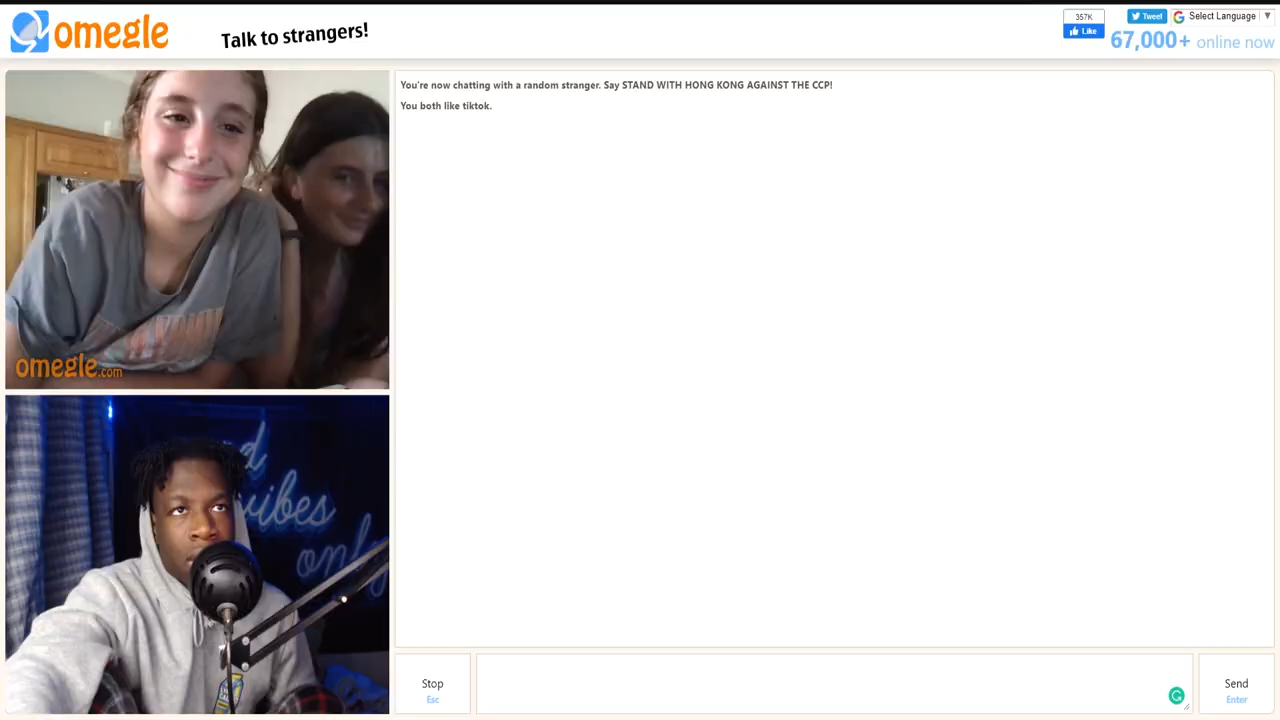 omegle
Talk to strangers!
357K
Like
Tweet
Select Language
67,000+ online now
You're now chatting with a random stranger. Say STAND WITH HONG KONG AGAINST THE CCP!
You both like tiktok.
omegle.com
vibes
only
Stop
Esc
Send
Enter